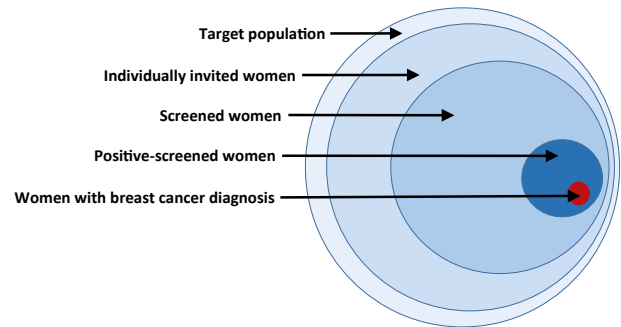 Target population
Individually invited women
Screened women
Positive-screened women
Women with breast cancer diagnosis